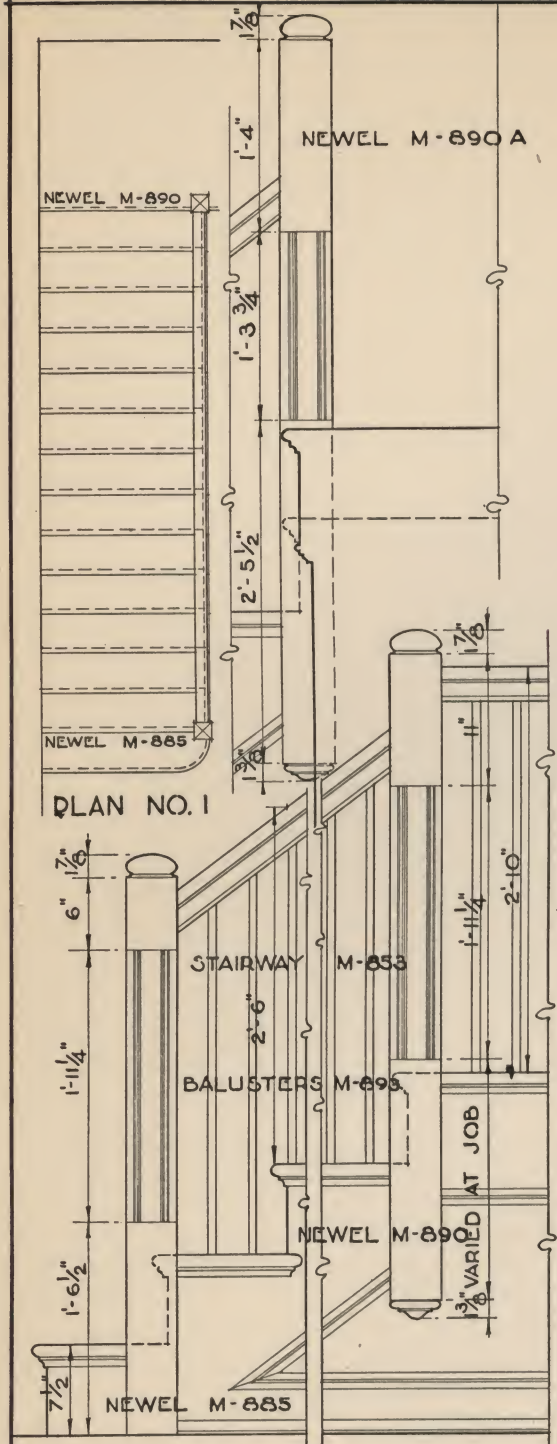 1 7/8"
1'-4"
NEWEL M-890 A
NEWEL M-890
1'-3 3/4"
2'-5 1/2"
1 3/8"
NEWEL M-885
PLAN NO. 1
1 7/8"
11"
1'-11 1/4"
2'-10"
1 7/8"
6"
STAIRWAY M-853
2'-6"
1'-11 1/4"
BALUSTERS M-893
VARIED AT JOB
NEWEL M-890
1 3/8"
1'-6 1/2"
7 1/2"
NEWEL M-885